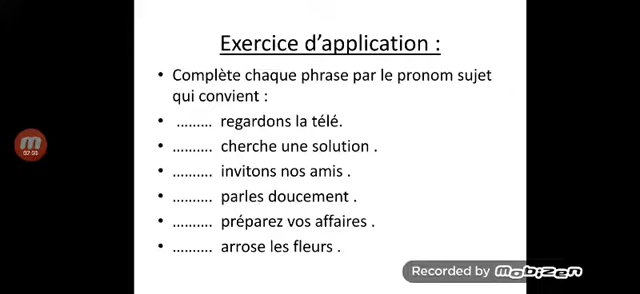 Exercice d'application :
• Complète chaque phrase par le pronom sujet
qui convient :
• ......... regardons la télé.
• .......... cherche une solution .
• .......... invitons nos amis .
• .......... parles doucement .
• .......... préparez vos affaires .
• .......... arrose les fleurs .
Recorded by mobizen